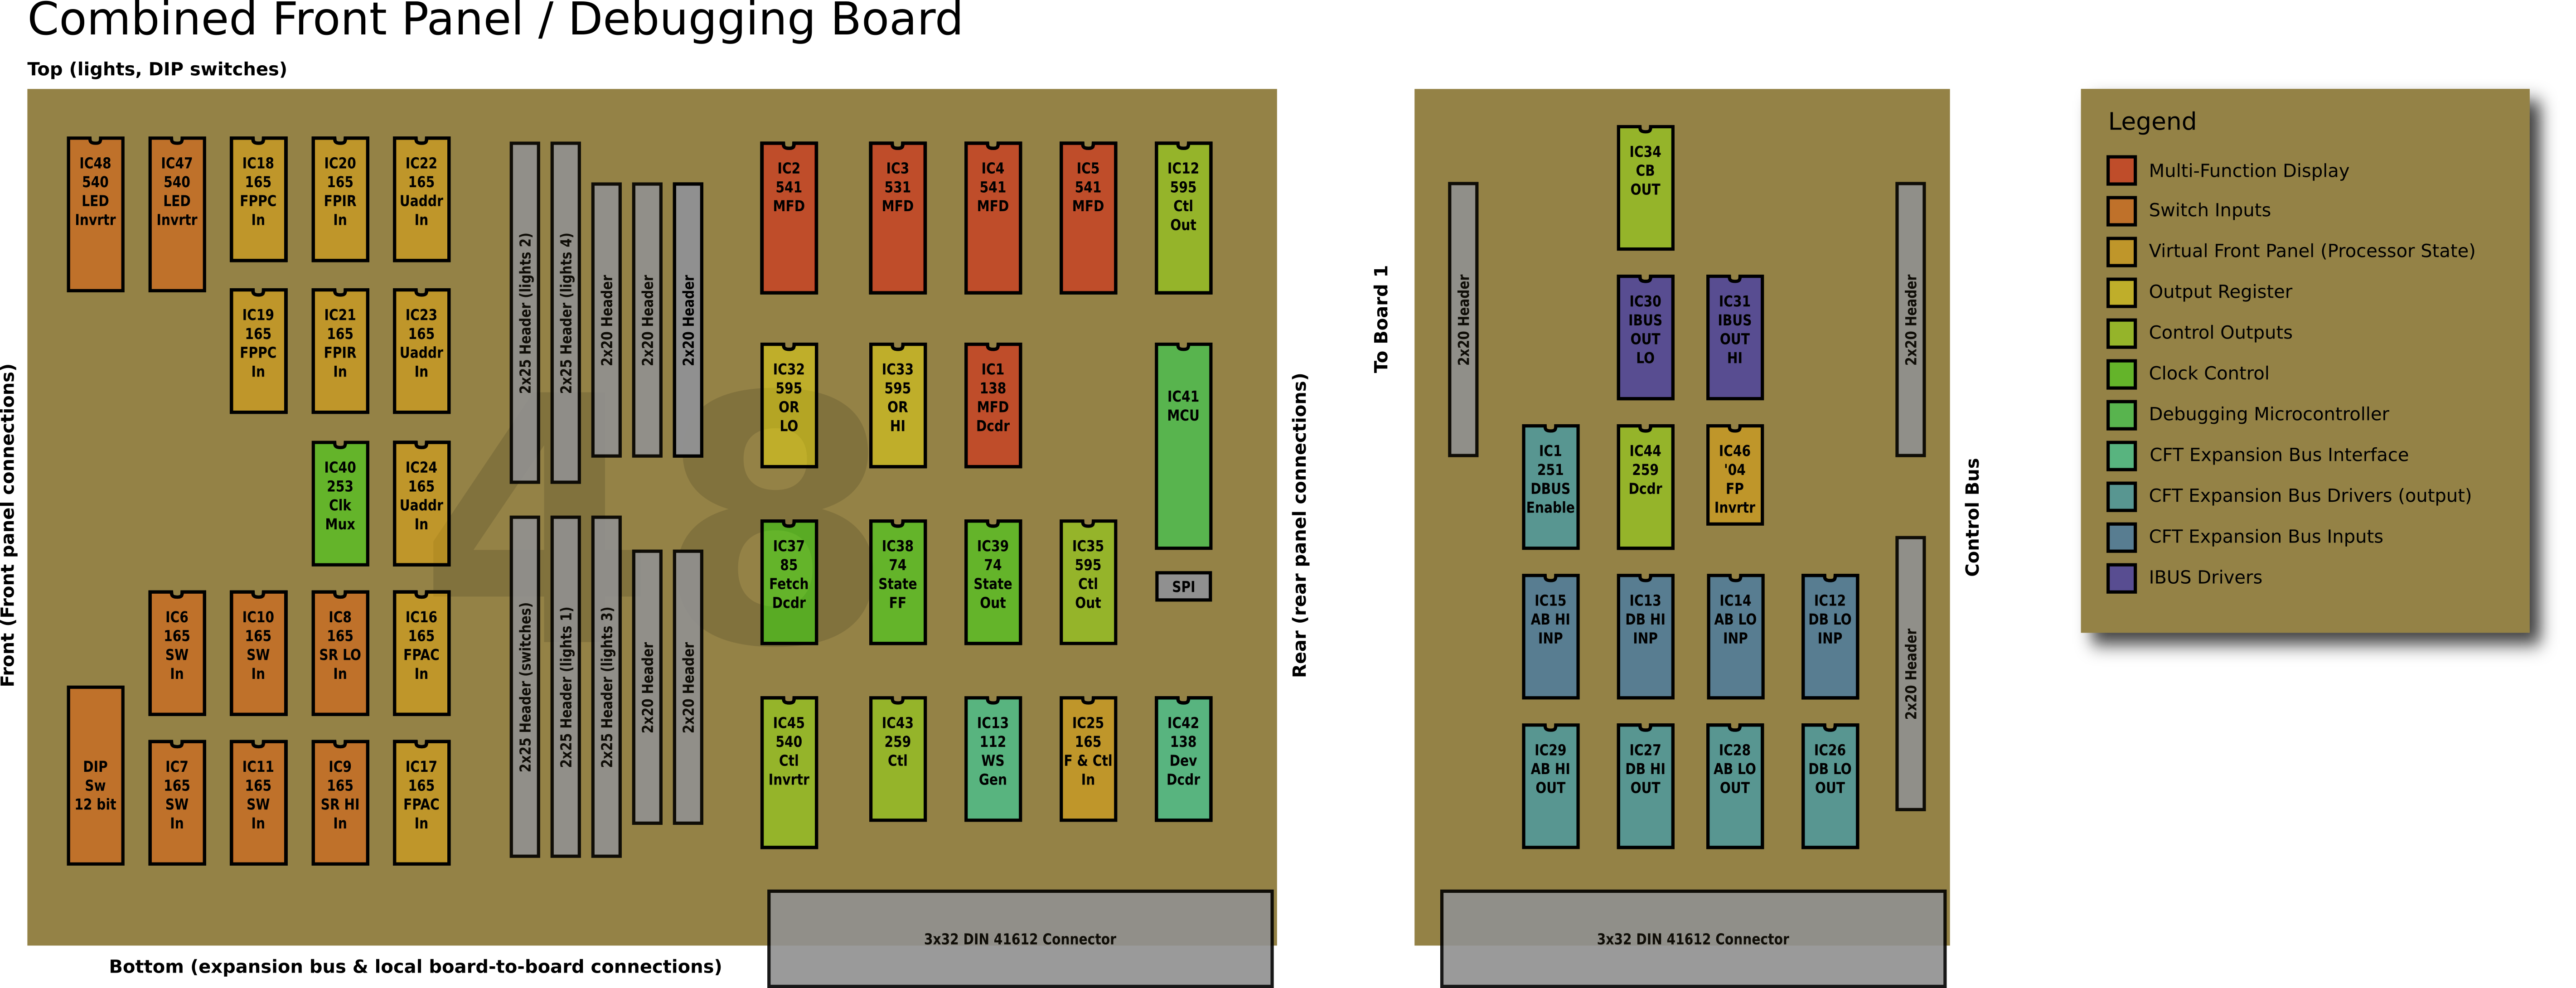 Combined Front Panel / Debugging Board
Top (lights, DIP switches)
Front (Front panel connections)
IC48
540
LED
Invrtr
IC47
540
LED
Invrtr
IC18
165
FPPC
In
IC20
165
FPIR
In
IC22
165
Uaddr
In
IC19
165
FPPC
In
IC21
165
FPIR
In
IC23
165
Uaddr
In
IC40
253
Clk
Mux
IC24
165
Uaddr
In
IC6
165
SW
In
IC10
165
SW
In
IC8
165
SR LO
In
IC16
165
FPAC
In
DIP
Sw
12 bit
IC7
165
SW
In
IC11
165
SW
In
IC9
165
SR HI
In
IC17
165
FPAC
In
48
2x25 Header (lights 2)
2x25 Header (lights 4)
2x20 Header
2x20 Header
2x20 Header
2x25 Header (switches)
2x25 Header (lights 1)
2x25 Header (lights 3)
2x20 Header
2x20 Header
IC2
541
MFD
IC3
531
MFD
IC4
541
MFD
IC5
541
MFD
IC12
595
Ctl
Out
IC32
595
OR
LO
IC33
595
OR
HI
IC1
138
MFD
Dcdr
IC41
MCU
IC37
85
Fetch
Dcdr
IC38
74
State
FF
IC39
74
State
Out
IC35
595
Ctl
Out
SPI
IC45
540
Ctl
Invrtr
IC43
259
Ctl
IC13
112
WS
Gen
IC25
165
F & Ctl
In
IC42
138
Dev
Dcdr
3x32 DIN 41612 Connector
Bottom (expansion bus & local board-to-board connections)
Rear (rear panel connections)
To Board 1
2x20 Header
IC34
CB
OUT
IC30
IBUS
OUT
LO
IC31
IBUS
OUT
HI
2x20 Header
IC1
251
DBUS
Enable
IC44
259
Dcdr
IC46
'04
FP
Invrtr
IC15
AB HI
INP
IC13
DB HI
INP
IC14
AB LO
INP
IC12
DB LO
INP
IC29
AB HI
OUT
IC27
DB HI
OUT
IC28
AB LO
OUT
IC26
DB LO
OUT
2x20 Header
3x32 DIN 41612 Connector
Control Bus
Legend
Multi-Function Display
Switch Inputs
Virtual Front Panel (Processor State)
Output Register
Control Outputs
Clock Control
Debugging Microcontroller
CFT Expansion Bus Interface
CFT Expansion Bus Drivers (output)
CFT Expansion Bus Inputs
IBUS Drivers